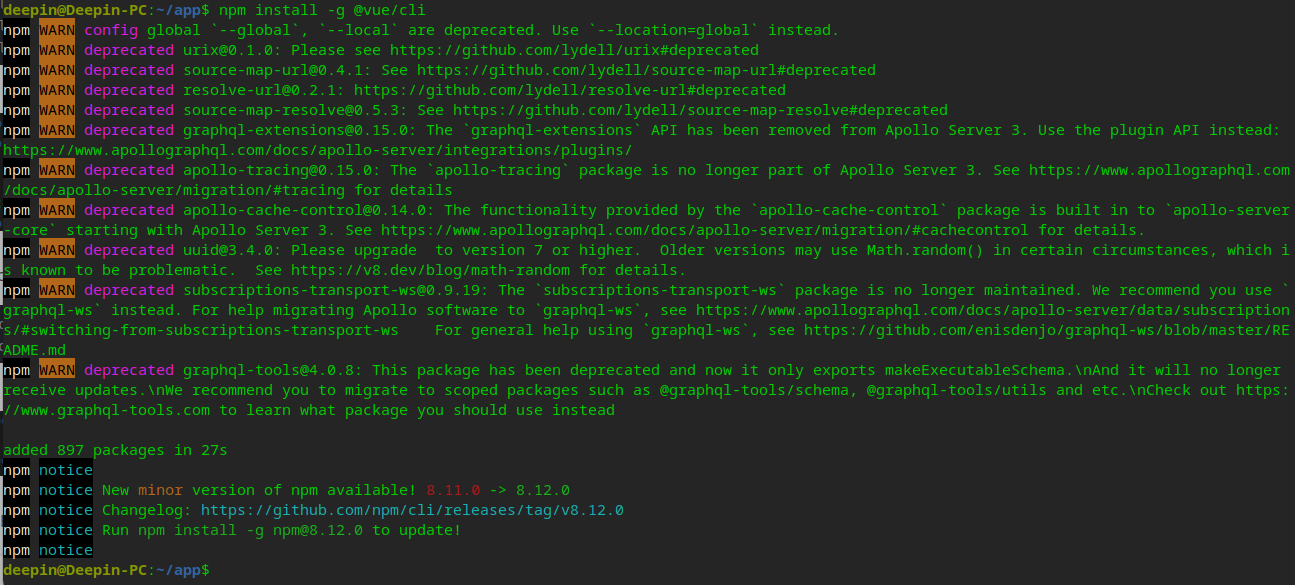 deepin@Deepin-PC:~/app$ npm install -g @vue/cli
npm WARN config global `--global`, `--local` are deprecated. Use `--location=global` instead.
npm WARN deprecated urix@0.1.0: Please see https://github.com/lydell/urix#deprecated
npm WARN deprecated source-map-url@0.4.1: See https://github.com/lydell/source-map-url#deprecated
npm WARN deprecated resolve-url@0.2.1: https://github.com/lydell/resolve-url#deprecated
npm WARN deprecated source-map-resolve@0.5.3: See https://github.com/lydell/source-map-resolve#deprecated
npm WARN deprecated graphql-extensions@0.15.0: The `graphql-extensions` API has been removed from Apollo Server 3. Use the plugin API instead:
https://www.apollographql.com/docs/apollo-server/integrations/plugins/
npm WARN deprecated apollo-tracing@0.15.0: The `apollo-tracing` package is no longer part of Apollo Server 3. See https://www.apollographql.com
/docs/apollo-server/migration/#tracing for details
npm WARN deprecated apollo-cache-control@0.14.0: The functionality provided by the `apollo-cache-control` package is built in to `apollo-server
-core` starting with Apollo Server 3. See https://www.apollographql.com/docs/apollo-server/migration/#cachecontrol for details.
npm WARN deprecated uuid@3.4.0: Please upgrade  to version 7 or higher.  Older versions may use Math.random() in certain circumstances, which i
s known to be problematic.  See https://v8.dev/blog/math-random for details.
npm WARN deprecated subscriptions-transport-ws@0.9.19: The `subscriptions-transport-ws` package is no longer maintained. We recommend you use `
graphql-ws` instead. For help migrating Apollo software to `graphql-ws`, see https://www.apollographql.com/docs/apollo-server/data/subscription
s/#switching-from-subscriptions-transport-ws    For general help using `graphql-ws`, see https://github.com/enisdenjo/graphql-ws/blob/master/RE
ADME.md
npm WARN deprecated graphql-tools@4.0.8: This package has been deprecated and now it only exports makeExecutableSchema.\nAnd it will no longer
receive updates.\nWe recommend you to migrate to scoped packages such as @graphql-tools/schema, @graphql-tools/utils and etc.\nCheck out https:
//www.graphql-tools.com to learn what package you should use instead
added 897 packages in 27s
npm notice
npm notice New minor version of npm available! 8.11.0 -> 8.12.0
npm notice Changelog: https://github.com/npm/cli/releases/tag/v8.12.0
npm notice Run npm install -g npm@8.12.0 to update!
npm notice
deepin@Deepin-PC:~/app$